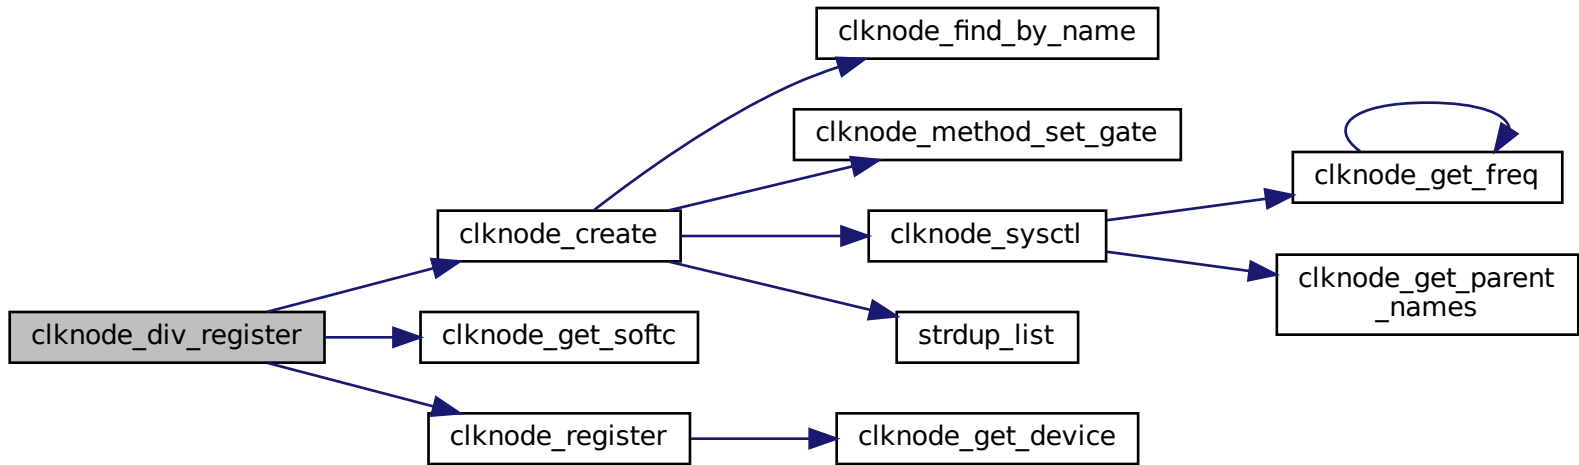 clknode_find_by_name
clknode_method_set_gate
clknode_get_freq
clknode_create
clknode_sysctl
clknode_get_parent
_names
clknode_div_register
clknode_get_softc
strdup_list
clknode_register
clknode_get_device